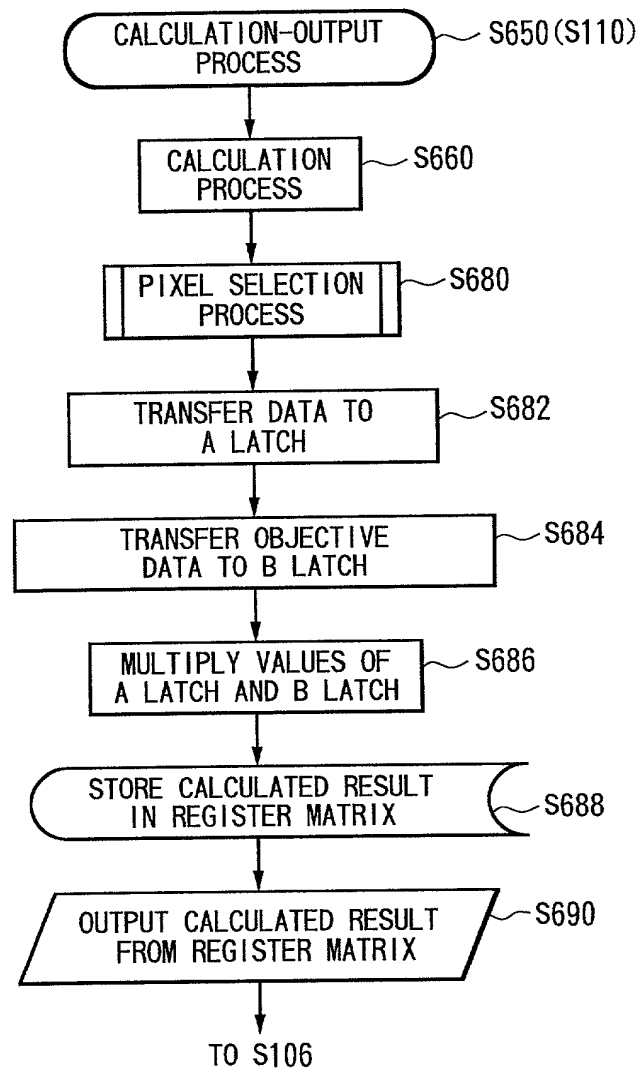 CALCULATION-OUTPUT
PROCESS
S650(S110)
CALCULATION
PROCESS
S660
PIXEL SELECTION
PROCESS
S680
TRANSFER DATA TO
A LATCH
S682
TRANSFER OBJECTIVE
DATA TO B LATCH
S684
MULTIPLY VALUES OF
A LATCH AND B LATCH
S686
STORE CALCULATED RESULT
IN REGISTER MATRIX
S688
OUTPUT CALCULATED RESULT
FROM REGISTER MATRIX
S690
TO S106